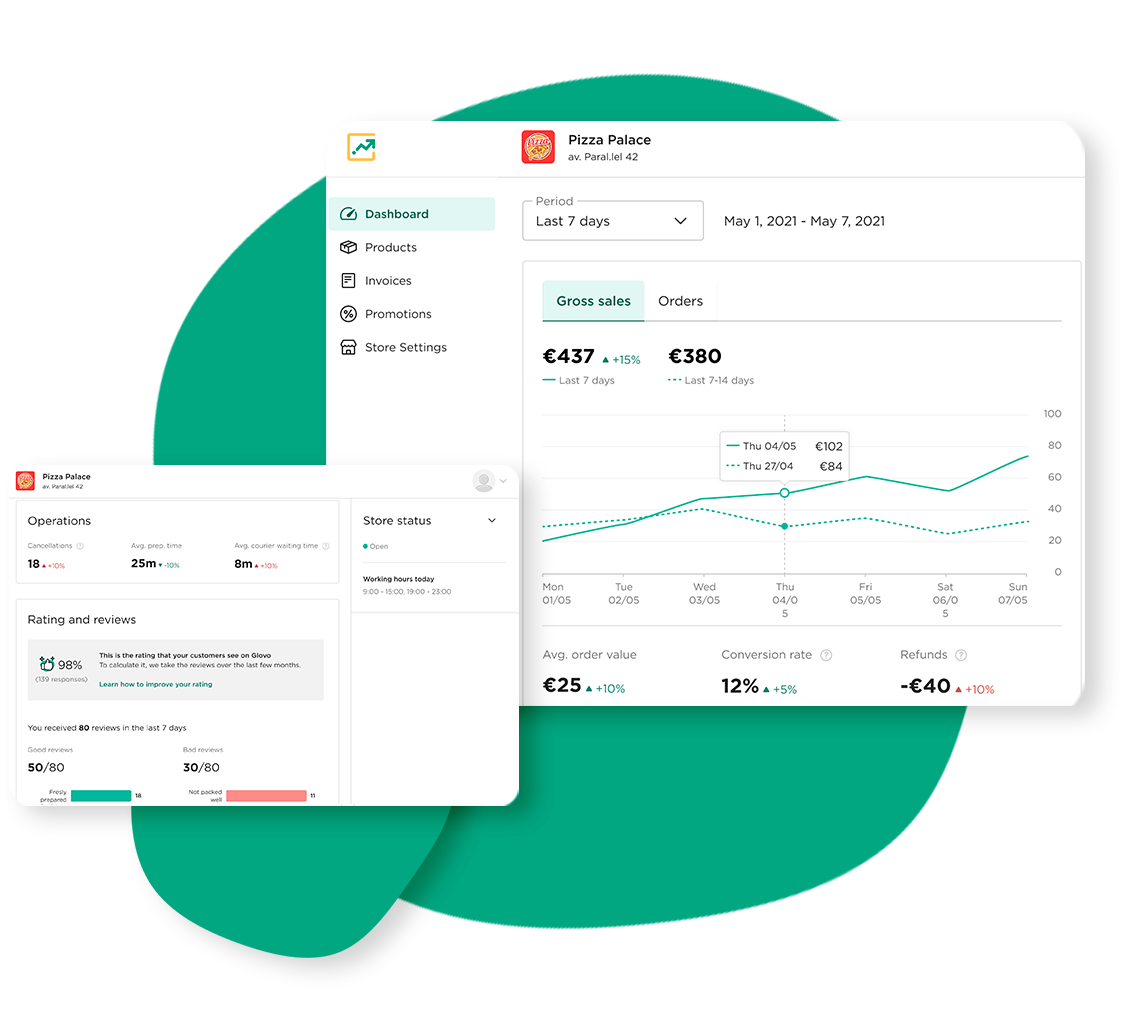 Pizza Palace
av. Paral.lel 42
Dashboard
Products
Invoices
Promotions
Store Settings
Period
Last 7 days
May 1, 2021 - May 7, 2021
Gross sales
Orders
€437 ▲ +15%
€380
Last 7 days
Last 7-14 days
100
80
60
40
20
0
Thu 04/05 €102
Thu 27/04 €84
Mon
01/05
Tue
02/05
Wed
03/05
Thu
04/0
5
Fri
05/05
Sat
06/0
5
Sun
07/05
Avg. order value
€25 ▲ +10%
Conversion rate ?
12% ▲ +5%
Refunds ?
-€40 ▲ +10%
Pizza Palace
av. Paral.lel 42
Operations
Cancellations ?
18 ▲ +10%
Avg. prep. time
25m ▼ -10%
Avg. courier waiting time ?
8m ▲ +10%
Store status
Open
Working hours today
9:00 - 15:00, 19:00 - 23:00
Rating and reviews
98%
(139 responses)
This is the rating that your customers see on Glovo
To calculate it, we take the reviews over the last few months.
Learn how to improve your rating
You received 80 reviews in the last 7 days
Good reviews
50/80
Bad reviews
30/80
Fresly
prepared
18
Not packed
well
11